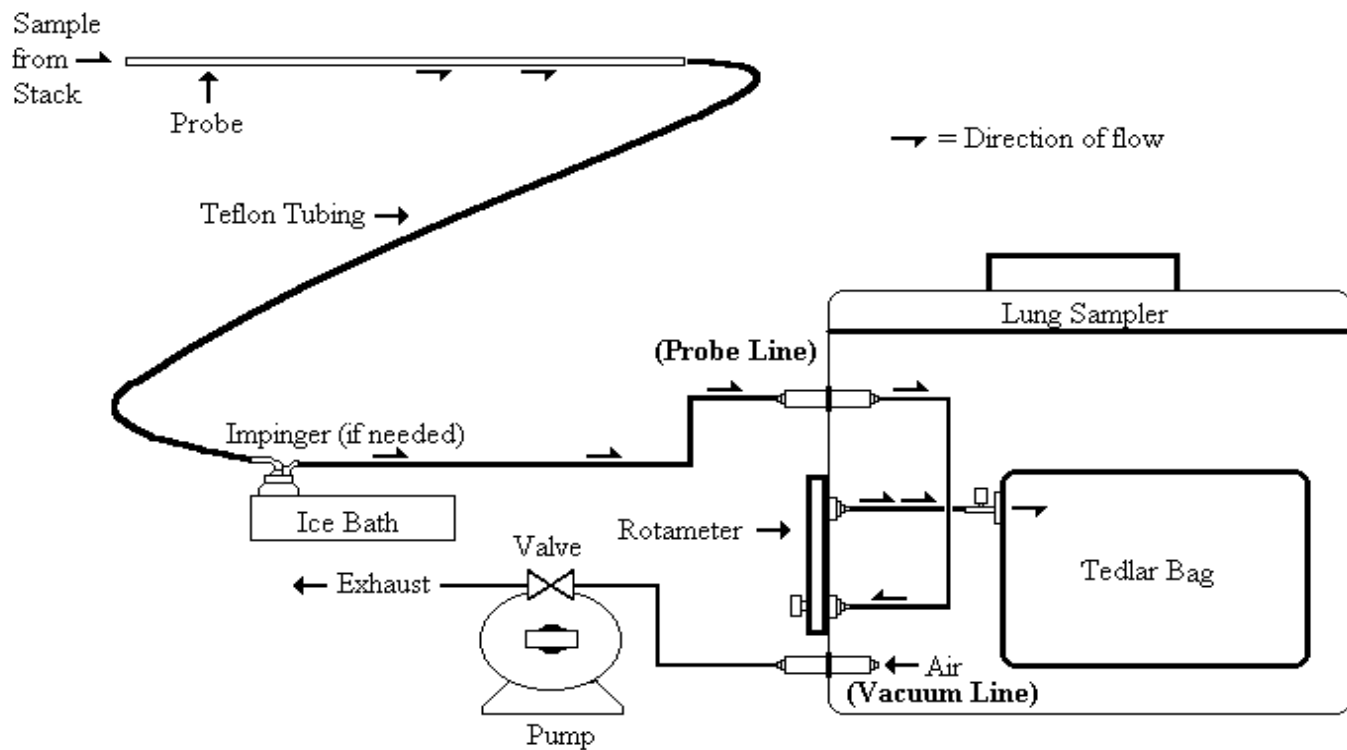 Sample
from
Stack
Probe
= Direction of flow
Teflon Tubing
Lung Sampler
(Probe Line)
Impinger (if needed)
Ice Bath
Rotameter
Valve
Exhaust
Tedlar Bag
Air
(Vacuum Line)
Pump